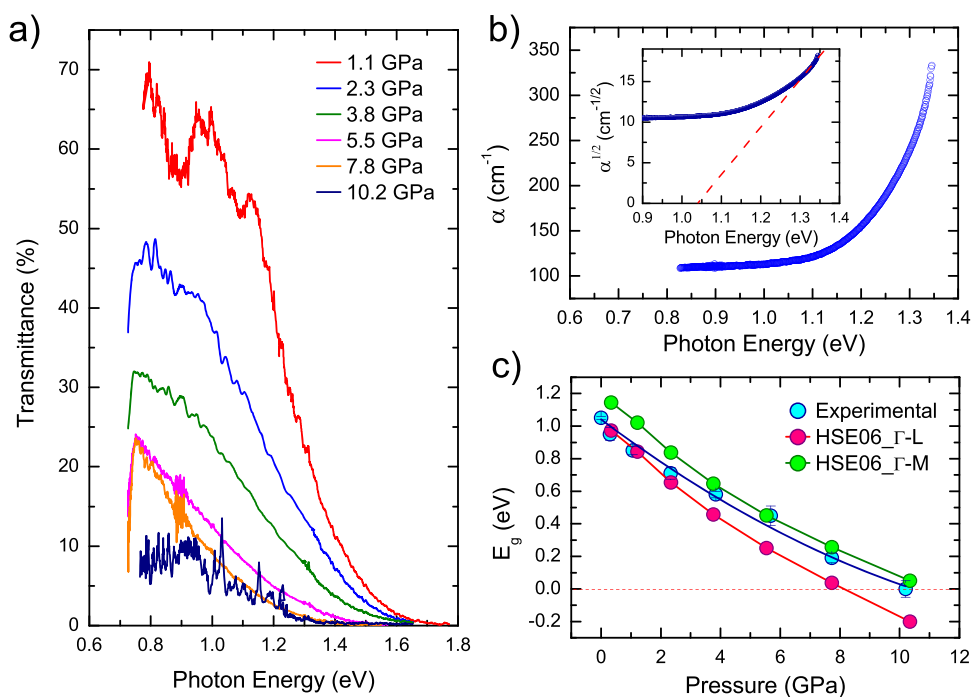 a)
Transmittance (%)
70
60
50
40
30
20
10
0
0.6 0.8 1.0 1.2 1.4 1.6 1.8
Photon Energy (eV)
1.1 GPa
2.3 GPa
3.8 GPa
5.5 GPa
7.8 GPa
10.2 GPa
b)
α (cm⁻¹)
350
300
250
200
150
100
0.6 0.7 0.8 0.9 1.0 1.1 1.2 1.3 1.4
Photon Energy (eV)
α^1/2 (cm^-1/2)
15
10
5
0
0.9 1.0 1.1 1.2 1.3 1.4
Photon Energy (eV)
c)
E_g (eV)
1.2
1.0
0.8
0.6
0.4
0.2
0.0
-0.2
0 2 4 6 8 10 12
Pressure (GPa)
Experimental
HSE06_Γ-L
HSE06_Γ-M